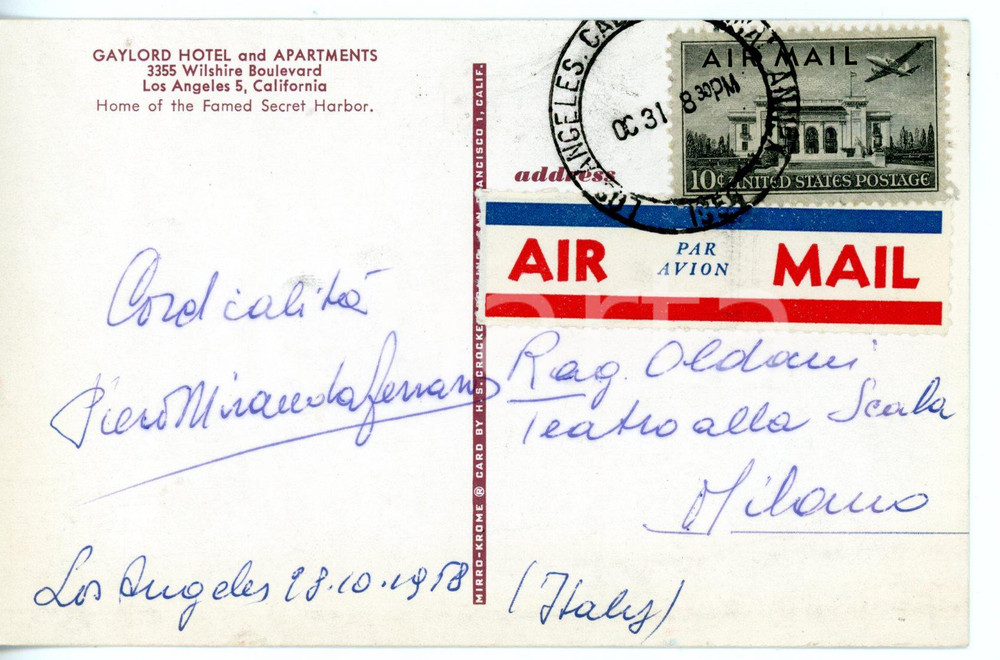 GAYLORD HOTEL and APARTMENTS
3355 Wilshire Boulevard
Los Angeles 5, California
Home of the Famed Secret Harbor.
Cordialità
Piero Miranda Ferraro
Los Angeles 28.10.1958
MIRRO-KROME ® CARD BY H. S. CROCKER SAN FRANCISCO 1, CALIF.
LOS ANGELES, CAL
OC 31 8 30 PM
1958
AIR MAIL
10¢ UNITED STATES POSTAGE
address
AIR PAR AVION MAIL
Rag. Oldani
Teatro alla Scala
Milano
(Italy)